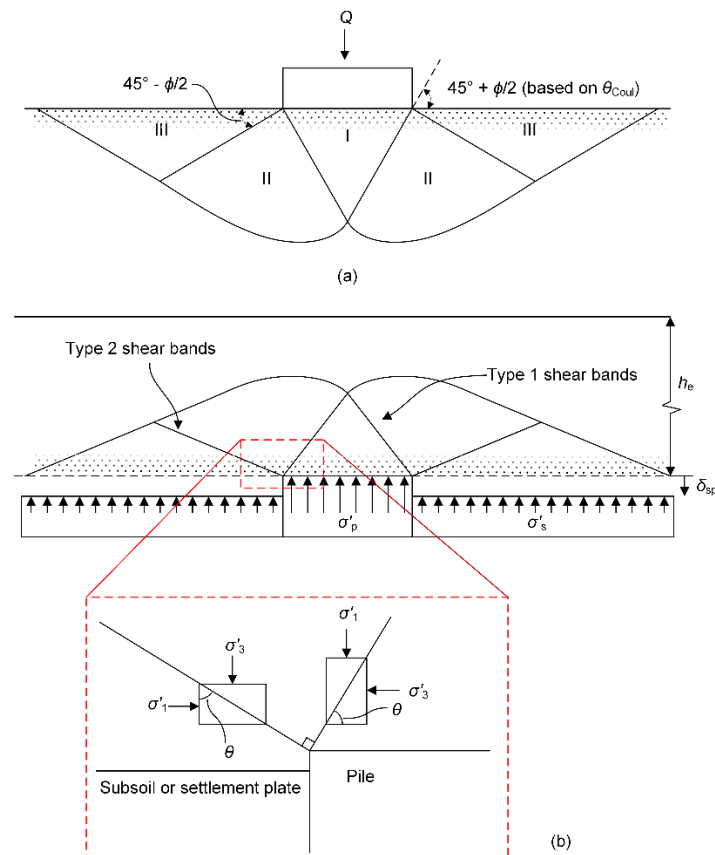 Q
45° - ϕ/2
45° + ϕ/2 (based on θCoul)
III
I
III
II
II
(a)
Type 2 shear bands
Type 1 shear bands
he
δsp
σ′p
σ′s
σ′1
σ′3
σ′1
σ′3
θ
θ
Subsoil or settlement plate
Pile
(b)